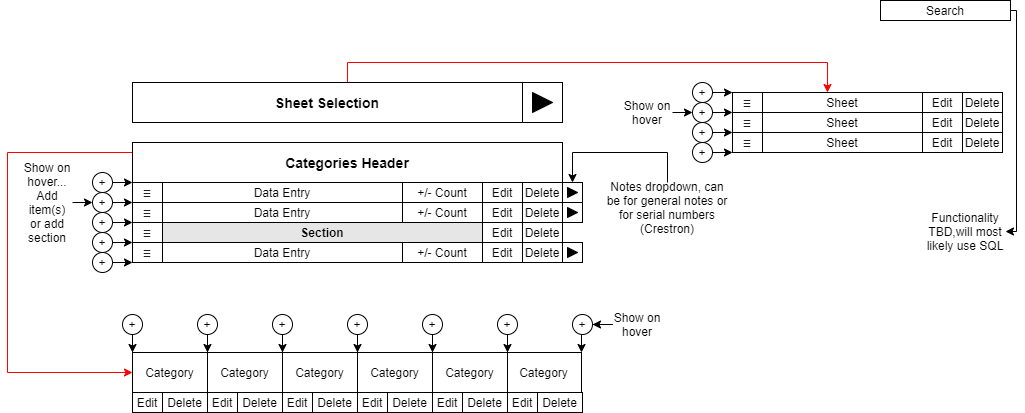 Search
Sheet Selection
Show on
hover
+
+
+
+
☰ Sheet Edit Delete
☰ Sheet Edit Delete
☰ Sheet Edit Delete
Categories Header
Show on
hover...
Add
item(s)
or add
section
+
+
+
+
+
☰ Data Entry +/- Count Edit Delete
☰ Data Entry +/- Count Edit Delete
☰ Section Edit Delete
☰ Data Entry +/- Count Edit Delete
Notes dropdown, can
be for general notes or
for serial numbers
(Crestron)
Functionality
TBD,will most
likely use SQL
+ + + + + + +
Show on
hover
Category Category Category Category Category Category
Edit Delete Edit Delete Edit Delete Edit Delete Edit Delete Edit Delete